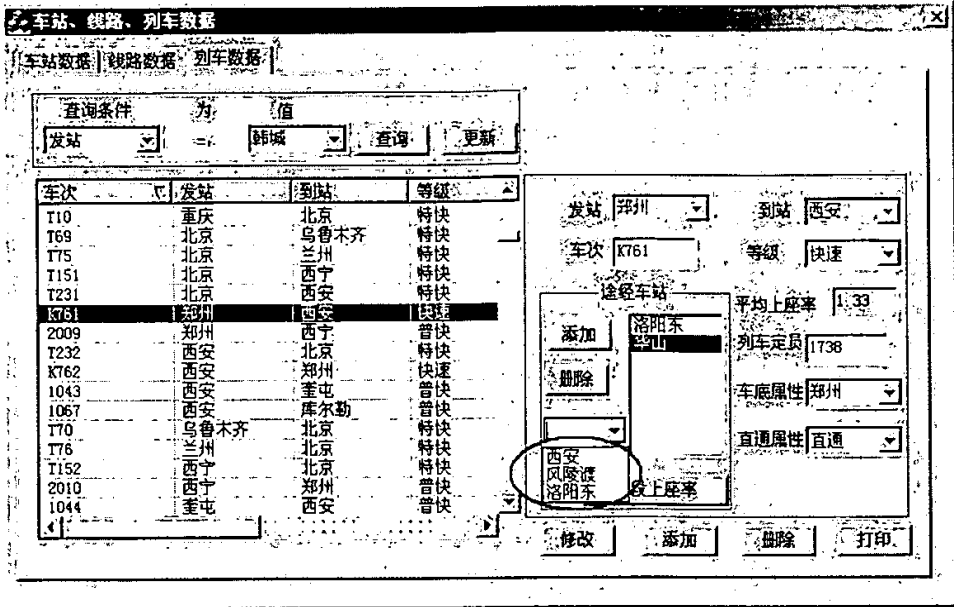 车站、线路、列车数据
车站数据 线路数据 列车数据
查询条件 为 值
发站 = 韩城 查询 更新
车次 发站 到站 等级
T10 重庆 北京 特快
T69 北京 乌鲁木齐 特快
T75 北京 兰州 特快
T151 北京 西宁 特快
T231 北京 西安 特快
K761 郑州 西安 快速
2009 郑州 西宁 普快
T232 西安 北京 特快
K762 西安 郑州 快速
1043 西安 奎屯 普快
1067 西安 库尔勒 普快
T70 乌鲁木齐 北京 特快
T76 兰州 北京 特快
T152 西宁 北京 特快
2010 西宁 郑州 普快
1044 奎屯 西安 普快
发站 郑州 到站 西安
车次 K761 等级 快速
途经车站
添加
删除
洛阳东
华山
西安
风陵渡
洛阳东
段上座率
平均上座率 1.33
列车定员 1738
车底属性 郑州
直通属性 直通
修改 添加 删除 打印